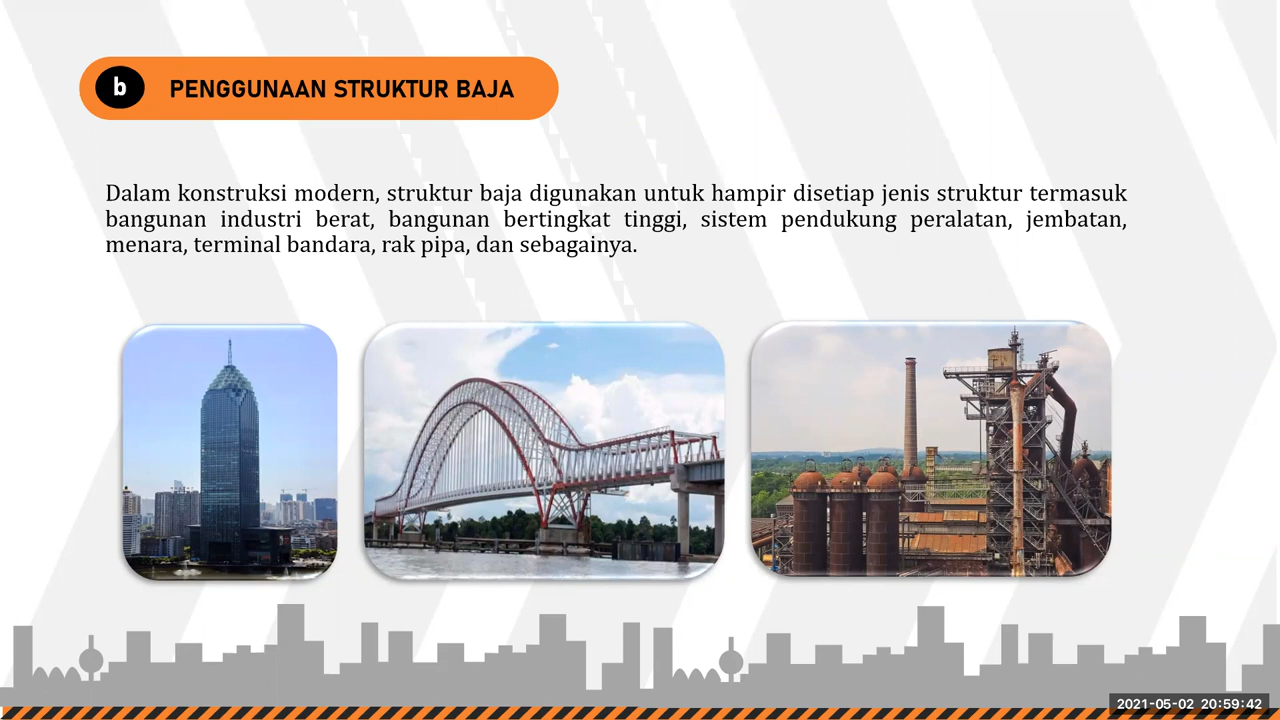 b
PENGGUNAAN STRUKTUR BAJA
Dalam konstruksi modern, struktur baja digunakan untuk hampir disetiap jenis struktur termasuk
bangunan industri berat, bangunan bertingkat tinggi, sistem pendukung peralatan, jembatan,
menara, terminal bandara, rak pipa, dan sebagainya.
2021-05-02 20:59:42